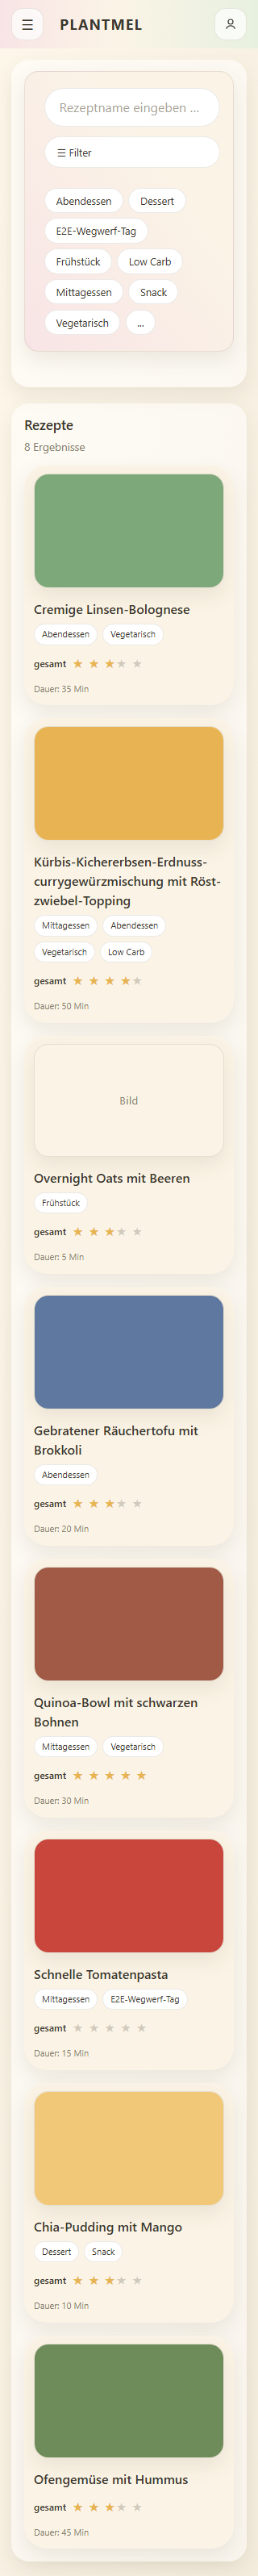 ☰ PLANTMEL
Rezeptname eingeben ...
☰ Filter
Abendessen Dessert
E2E-Wegwerf-Tag
Frühstück Low Carb
Mittagessen Snack
Vegetarisch ...
Rezepte
8 Ergebnisse
Cremige Linsen-Bolognese
Abendessen Vegetarisch
gesamt ★ ★ ★ ★ ★
Dauer: 35 Min
Kürbis-Kichererbsen-Erdnuss-
currygewürzmischung mit Röst-
zwiebel-Topping
Mittagessen Abendessen
Vegetarisch Low Carb
gesamt ★ ★ ★ ★ ★
Dauer: 50 Min
Bild
Overnight Oats mit Beeren
Frühstück
gesamt ★ ★ ★ ★ ★
Dauer: 5 Min
Gebratener Räuchertofu mit
Brokkoli
Abendessen
gesamt ★ ★ ★ ★ ★
Dauer: 20 Min
Quinoa-Bowl mit schwarzen
Bohnen
Mittagessen Vegetarisch
gesamt ★ ★ ★ ★ ★
Dauer: 30 Min
Schnelle Tomatenpasta
Mittagessen E2E-Wegwerf-Tag
gesamt ★ ★ ★ ★ ★
Dauer: 15 Min
Chia-Pudding mit Mango
Dessert Snack
gesamt ★ ★ ★ ★ ★
Dauer: 10 Min
Ofengemüse mit Hummus
gesamt ★ ★ ★ ★ ★
Dauer: 45 Min